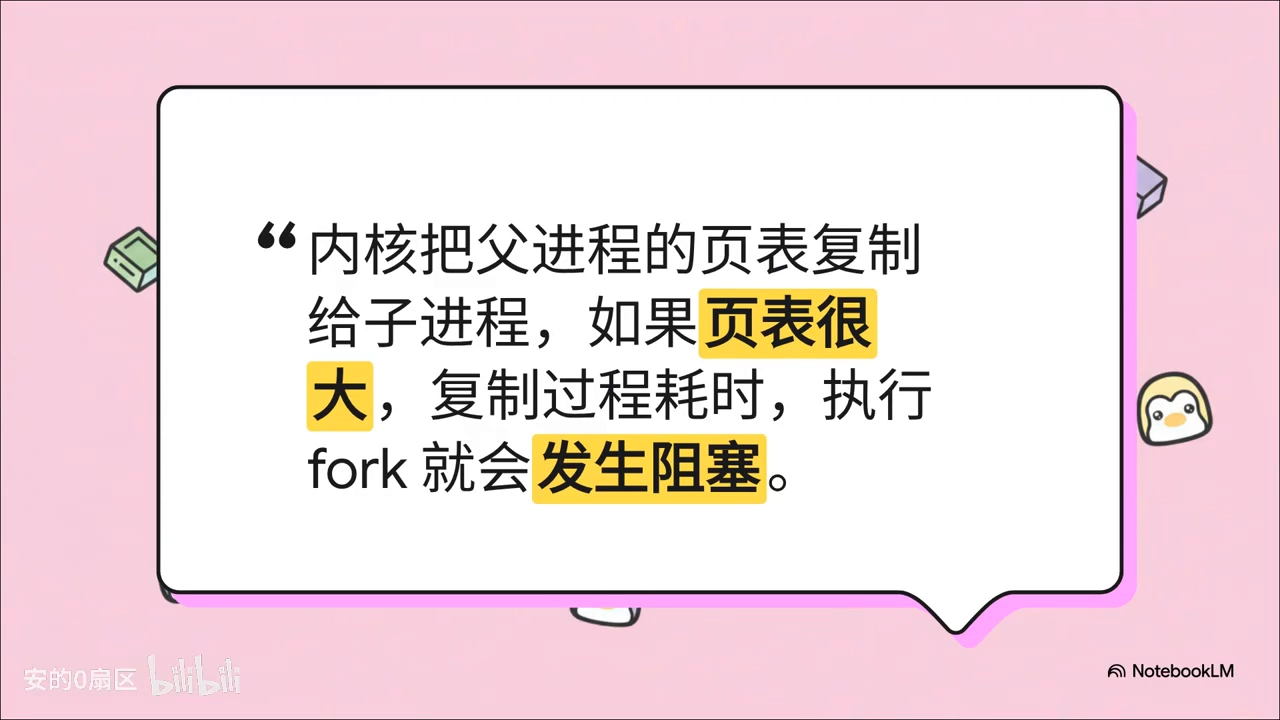 “内核把父进程的页表复制
给子进程，如果页表很
大，复制过程耗时，执行
fork 就会发生阻塞。
安的0扇区 bilibili
NotebookLM